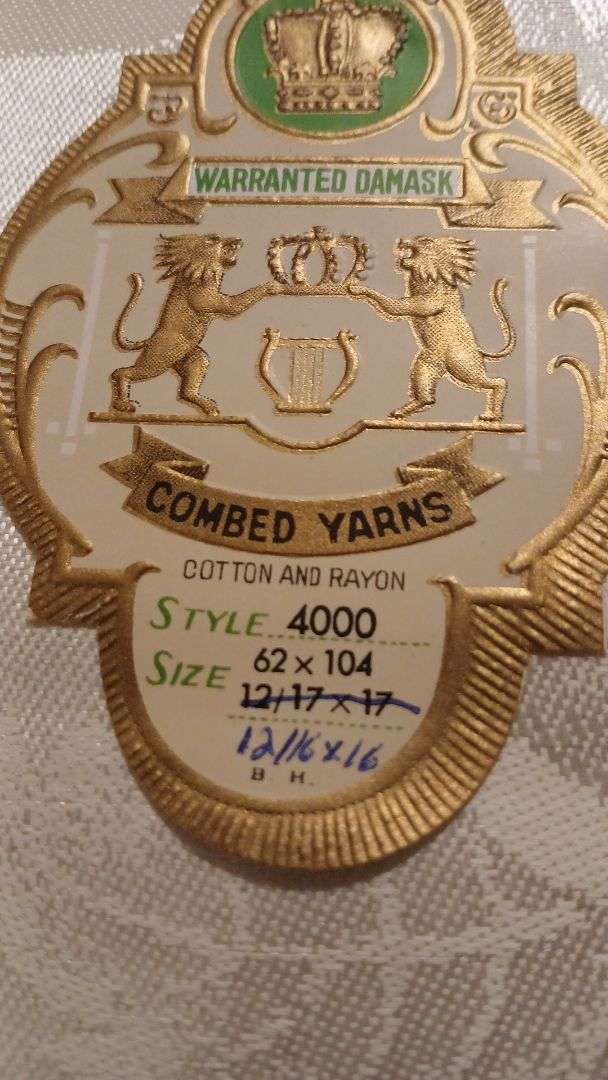 WARRANTED DAMASK
COMBED YARNS
COTTON AND RAYON
STYLE 4000
SIZE 62 x 104
12/17 x 17
12/16 x 16
B. H.